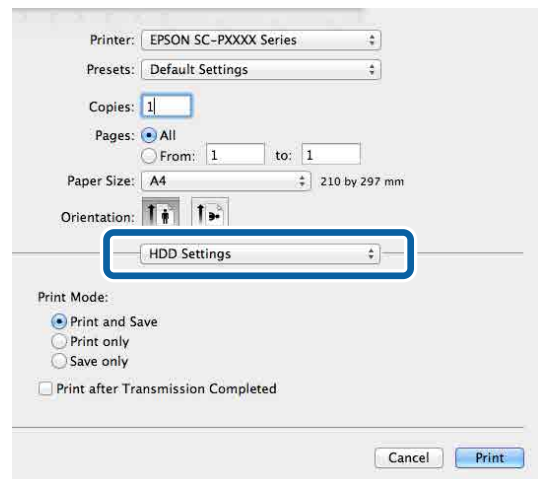 Printer: EPSON SC-PXXXX Series
Presets: Default Settings
Copies: 1
Pages: All
From: 1 to: 1
Paper Size: A4 210 by 297 mm
Orientation:
HDD Settings
Print Mode:
Print and Save
Print only
Save only
Print after Transmission Completed
Cancel Print